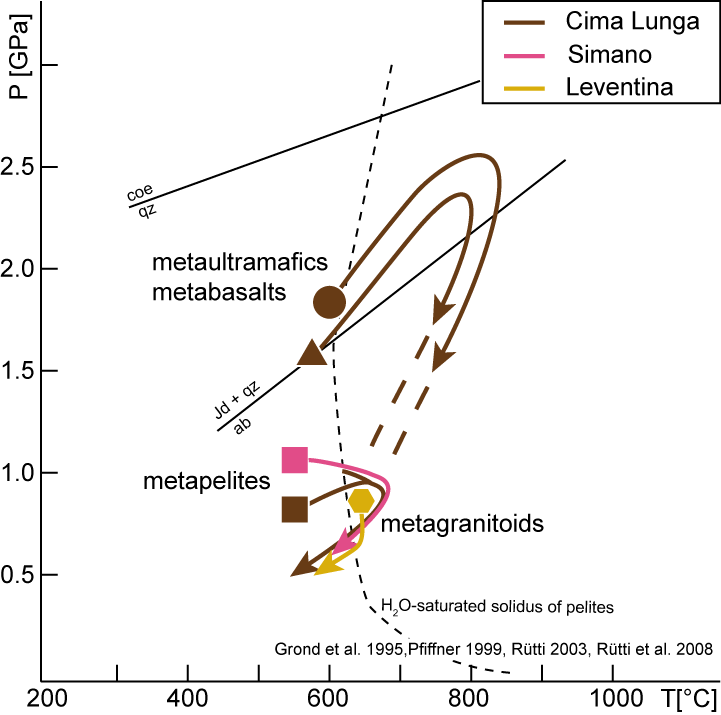 P [GPa]
Cima Lunga
Simano
Leventina
2.5
coe
qz
metaultramafics
metabasalts
2.0
1.5
Jd + qz
ab
1.0
metapelites
metagranitoids
0.5
H₂O-saturated solidus of pelites
Grond et al. 1995,Pfiffner 1999, Rütti 2003, Rütti et al. 2008
200 400 600 800 1000 T[°C]